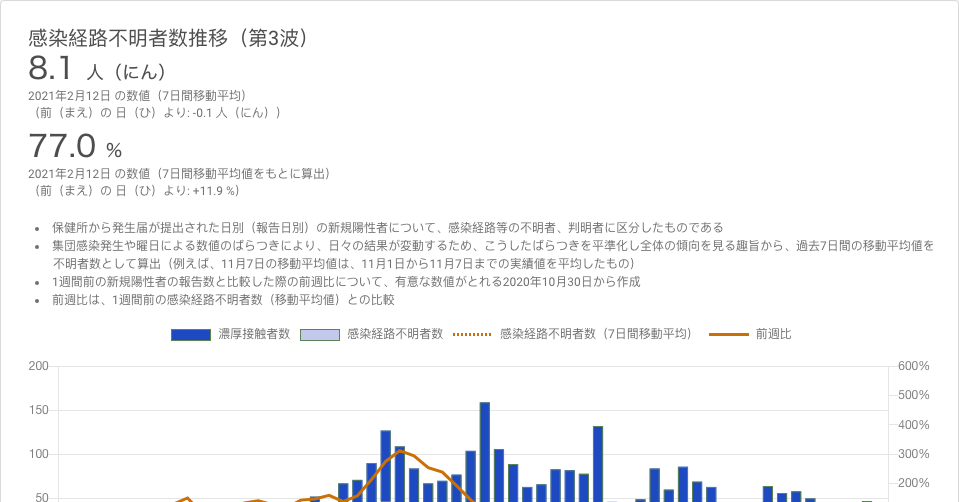 感染経路不明者数推移（第3波）
8.1 人（にん）
2021年2月12日 の数値（7日間移動平均）
（前（まえ）の 日（ひ）より: -0.1 人（にん））
77.0 %
2021年2月12日 の数値（7日間移動平均値をもとに算出）
（前（まえ）の 日（ひ）より: +11.9 %）
• 保健所から発生届が提出された日別（報告日別）の新規陽性者について、感染経路等の不明者、判明者に区分したものである
• 集団感染発生や曜日による数値のばらつきにより、日々の結果が変動するため、こうしたばらつきを平準化し全体の傾向を見る趣旨から、過去7日間の移動平均値を
不明者数として算出（例えば、11月7日の移動平均値は、11月1日から11月7日までの実績値を平均したもの）
• 1週間前の新規陽性者の報告数と比較した際の前週比について、有意な数値がとれる2020年10月30日から作成
• 前週比は、1週間前の感染経路不明者数（移動平均値）との比較
濃厚接触者数 感染経路不明者数 感染経路不明者数（7日間移動平均） 前週比
200 600%
500%
150
400%
100 300%
200%
50